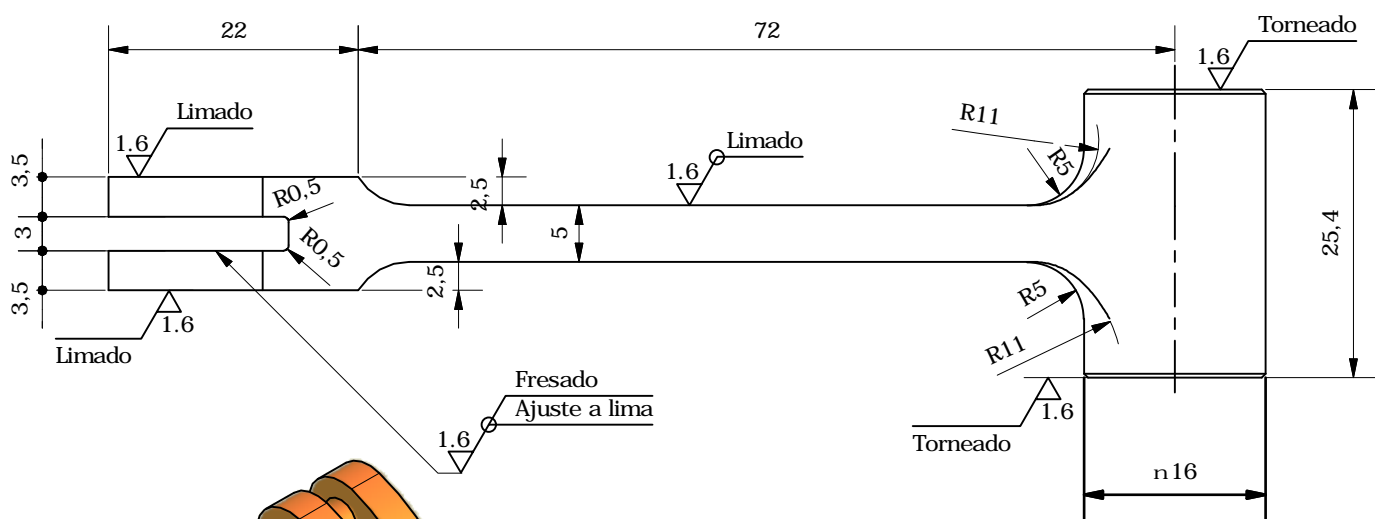 22
72
Torneado
1.6
Limado
1.6
R11
R5
Limado
1.6
3,5
3
3,5
R0,5
R0,5
2,5
5
2,5
25,4
R5
R11
1.6
Limado
Fresado
Ajuste a lima
1.6
1.6
Torneado
n16